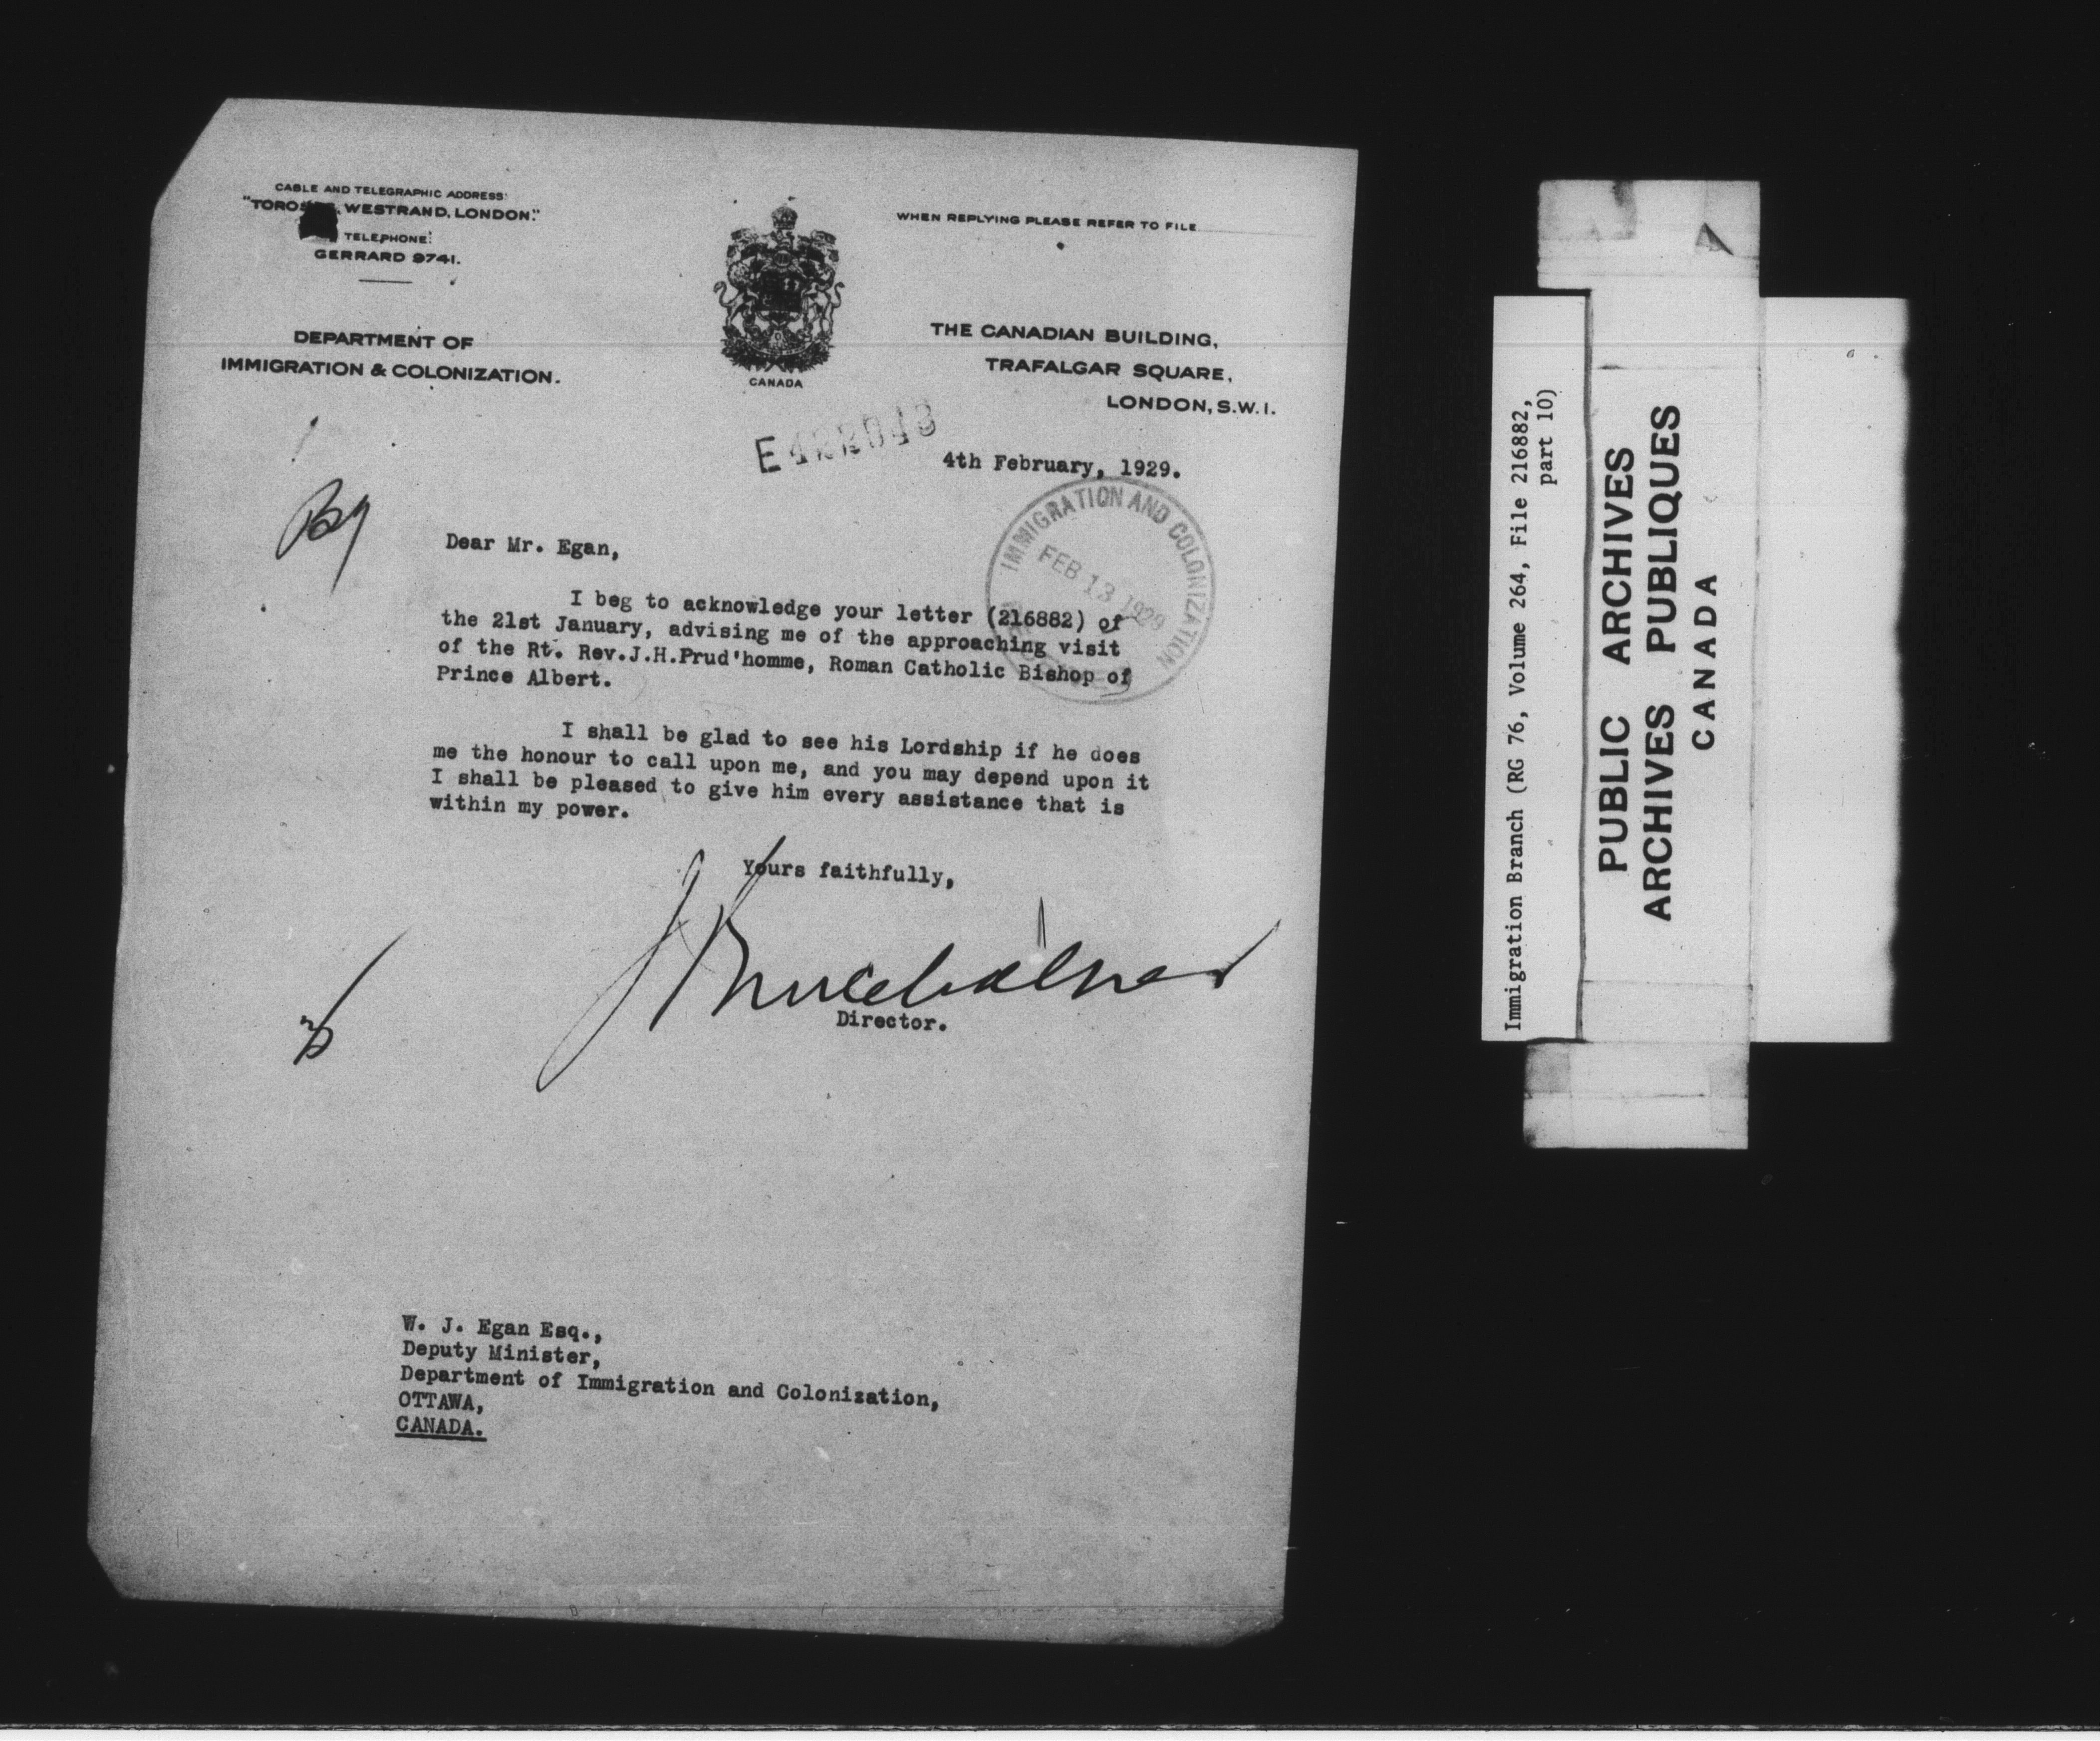 CABLE AND TELEGRAPHIC ADDRESS:
WESTRAND, LONDON."
TELEPHONE:
GERRARD 9741.
DEPARTMENT OF
IMMIGRATION & COLONIZATION.
CANADA
WHEN REPLYING PLEASE REFER TO FILE
THE CANADIAN BUILDING,
TRAFALGAR SQUARE,
LONDON, S.W.1.
E422043
4th February, 1929.
IMMIGRATION AND COLONIZATION
FEB 13 1929
Dear Mr. Egan,
I beg to acknowledge your letter (216882) of
the 21st January, advising me of the approaching visit
of the Rt. Rev.J.H.Prud'homme, Roman Catholic Bishop of
Prince Albert.
I shall be glad to see his Lordship if he does
me the honour to call upon me, and you may depend upon it
I shall be pleased to give him every assistance that is
within my power.
Yours faithfully,
Director.
W. J. Egan Esq.,
Deputy Minister,
Department of Immigration and Colonization,
OTTAWA,
CANADA.
Immigration Branch (RG 76, Volume 264, File 216882,
part 10)
PUBLIC ARCHIVES
ARCHIVES PUBLIQUES
CANADA